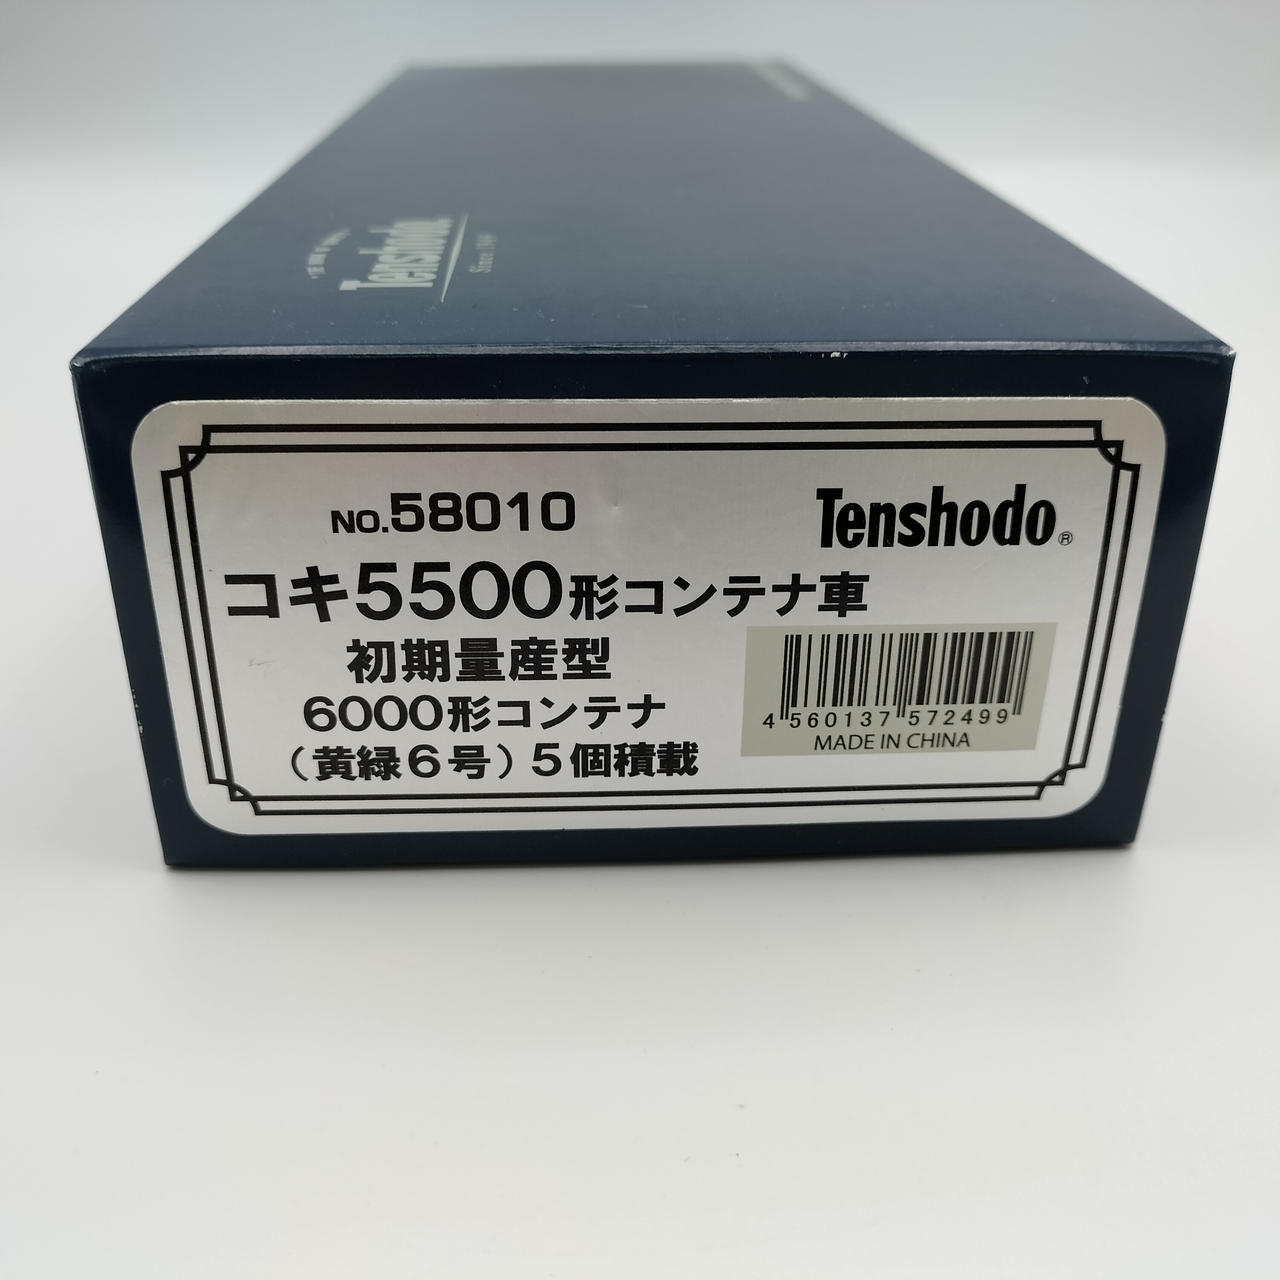 Tenshodo
Since 1949
NO.58010
Tenshodo®
コキ5500形コンテナ車
初期量産型
6000形コンテナ
（黄緑６号）５個積載
4 560137 572499
MADE IN CHINA